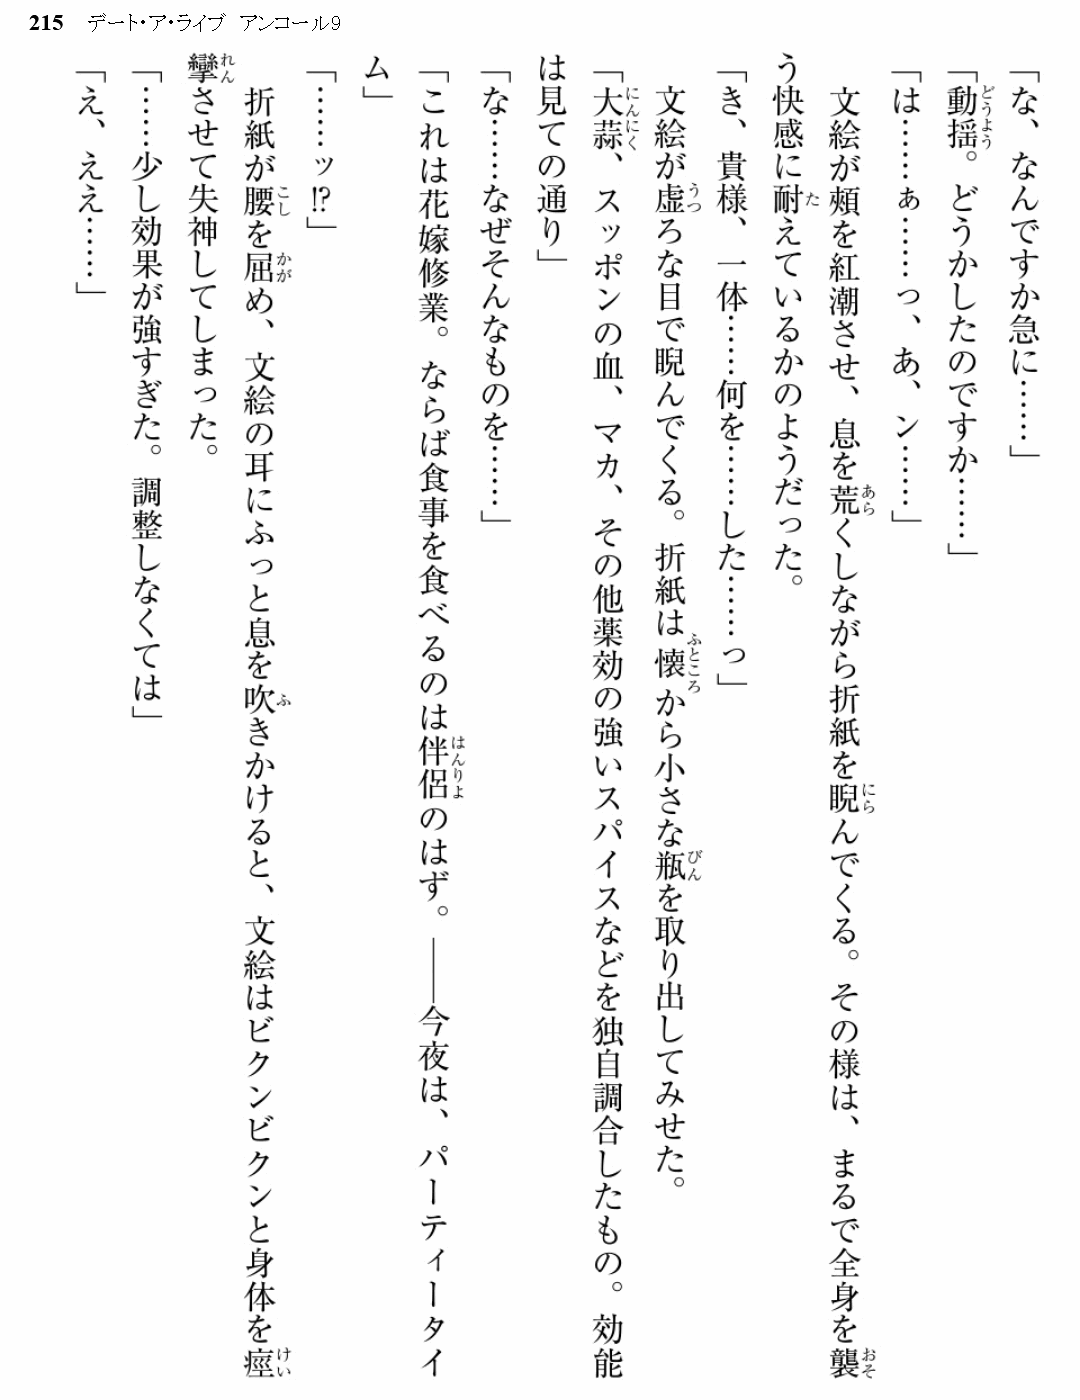 215 デート・ア・ライブ アンコール9
「な、なんですか急に……」
「動揺。どうかしたのですか……」
「は……ぁ……っ、あ、ン……」
文絵が頰を紅潮させ、息を荒くしながら折紙を睨んでくる。その様は、まるで全身を襲
う快感に耐えているかのようだった。
「き、貴様、一体……何を……した……っ」
文絵が虚ろな目で睨んでくる。折紙は懐から小さな瓶を取り出してみせた。
「大蒜、スッポンの血、マカ、その他薬効の強いスパイスなどを独自調合したもの。効能
は見ての通り」
「な……なぜそんなものを……」
「これは花嫁修業。ならば食事を食べるのは伴侶のはず。――今夜は、パーティータイ
ム」
「……ッ!?」
折紙が腰を屈め、文絵の耳にふっと息を吹きかけると、文絵はビクンビクンと身体を痙
攣させて失神してしまった。
「……少し効果が強すぎた。調整しなくては」
「え、ええ……」